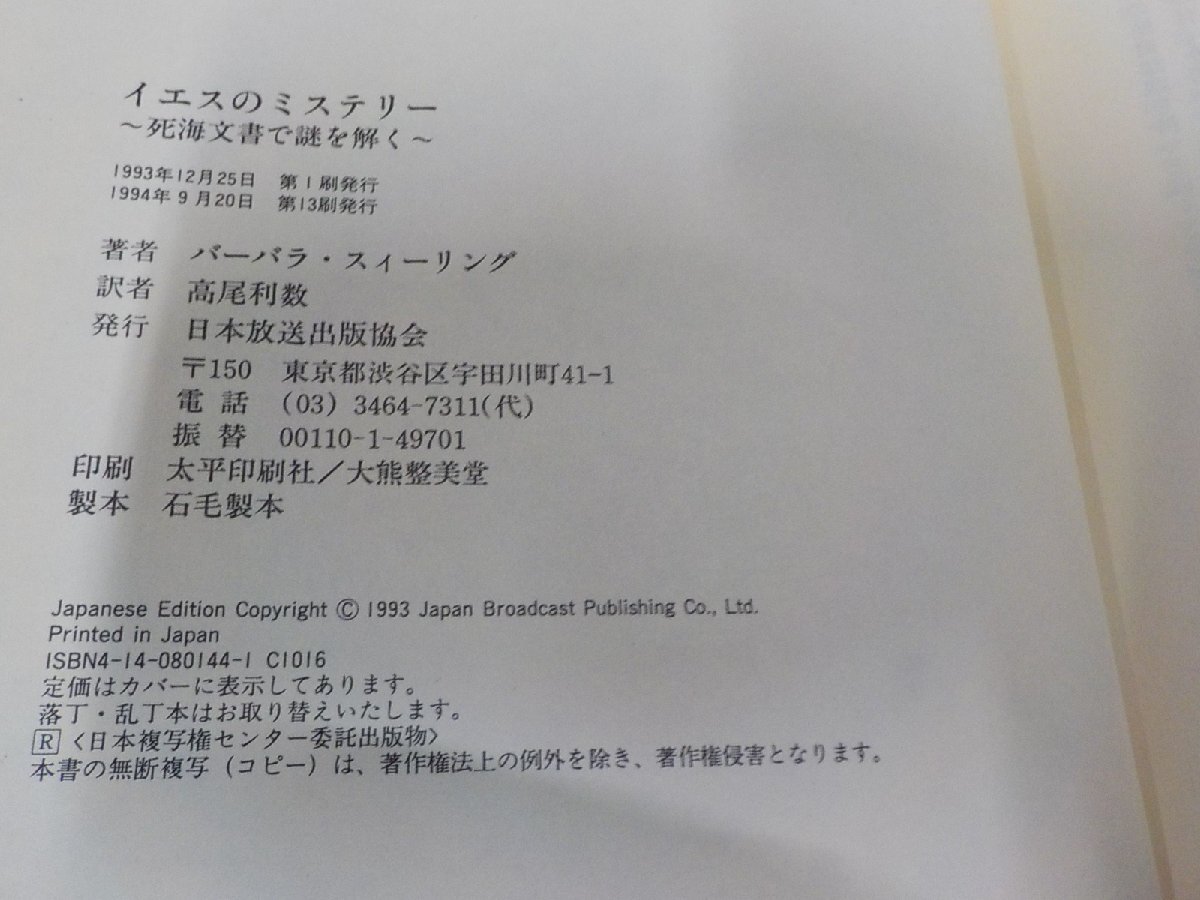 イエスのミステリー
~死海文書で謎を解く~
1993年12月25日 第1刷発行
1994年9月20日 第13刷発行
著者 バーバラ・スィーリング
訳者 高尾利数
発行 日本放送出版協会
〒150 東京都渋谷区宇田川町41-1
電話 (03) 3464-7311(代)
振替 00110-1-49701
印刷 太平印刷社/大熊整美堂
製本 石毛製本
Japanese Edition Copyright © 1993 Japan Broadcast Publishing Co., Ltd.
Printed in Japan
ISBN4-14-080144-1 C1016
定価はカバーに表示してあります。
落丁・乱丁本はお取り替えいたします。
R〈日本複写権センター委託出版物〉
本書の無断複写(コピー)は、著作権法上の例外を除き、著作権侵害となります。